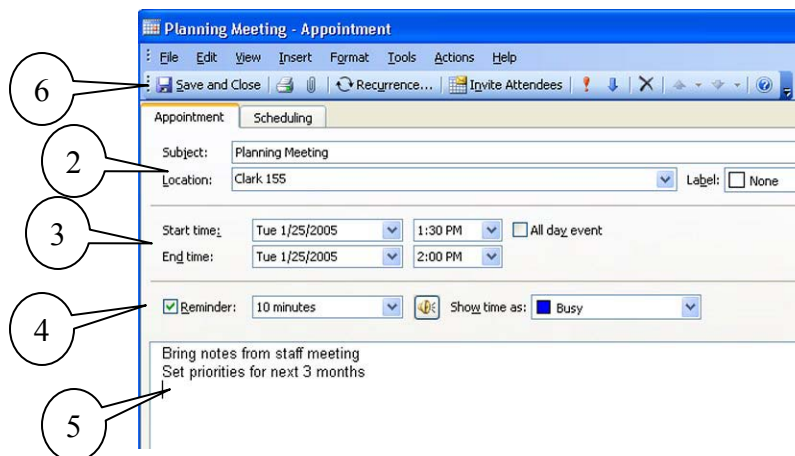 Planning Meeting - Appointment
File Edit View Insert Format Tools Actions Help
6
Save and Close Recurrence... Invite Attendees
Appointment Scheduling
2
Subject: Planning Meeting
Location: Clark 155 Label: None
3
Start time: Tue 1/25/2005 1:30 PM All day event
End time: Tue 1/25/2005 2:00 PM
4
Reminder: 10 minutes Show time as: Busy
Bring notes from staff meeting
Set priorities for next 3 months
5